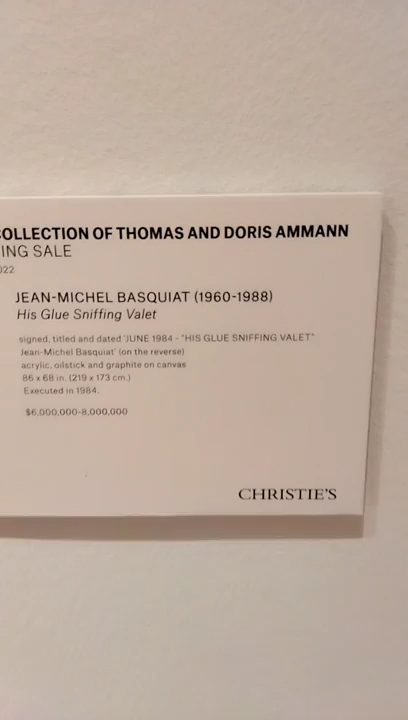 COLLECTION OF THOMAS AND DORIS AMMANN
ING SALE
022
JEAN-MICHEL BASQUIAT (1960-1988)
His Glue Sniffing Valet
signed, titled and dated 'JUNE 1984 - "HIS GLUE SNIFFING VALET"
Jean-Michel Basquiat' (on the reverse)
acrylic, oilstick and graphite on canvas
86 x 68 in. (219 x 173 cm.)
Executed in 1984.
$6,000,000-8,000,000
CHRISTIE'S